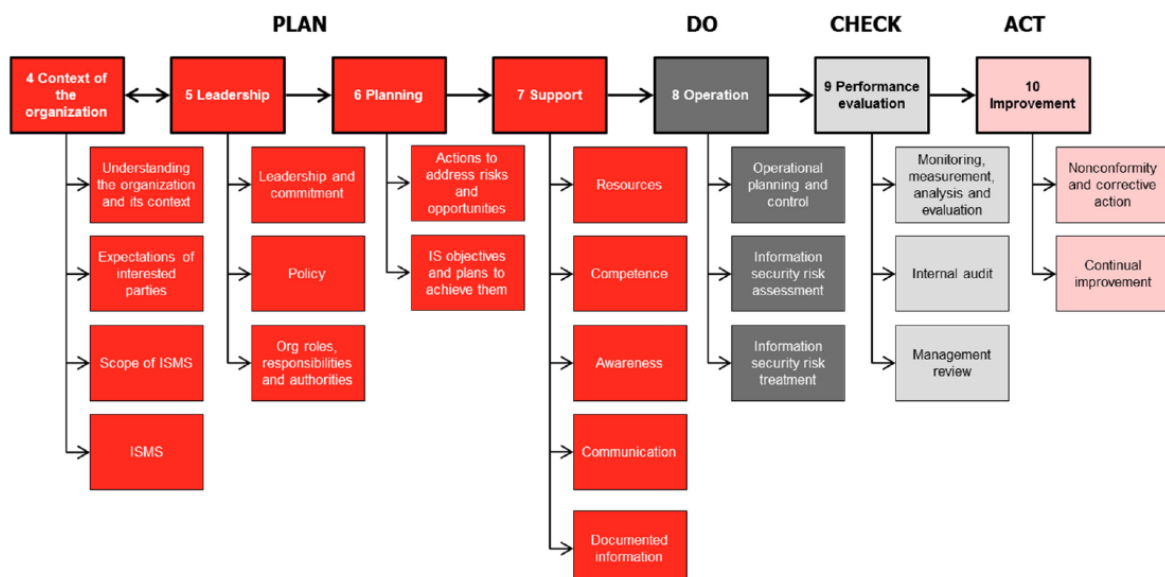 PLAN
DO
CHECK
ACT
4 Context of
the
organization
5 Leadership
6 Planning
7 Support
8 Operation
9 Performance
evaluation
10
Improvement
Understanding
the organization
and its context
Expectations of
interested
parties
Scope of ISMS
ISMS
Leadership and
commitment
Policy
Org roles,
responsibilities
and authorities
Actions to
address risks
and
opportunities
IS objectives
and plans to
achieve them
Resources
Competence
Awareness
Communication
Documented
information
Operational
planning and
control
Information
security risk
assessment
Information
security risk
treatment
Monitoring,
measurement,
analysis and
evaluation
Internal audit
Management
review
Nonconformity
and corrective
action
Continual
improvement